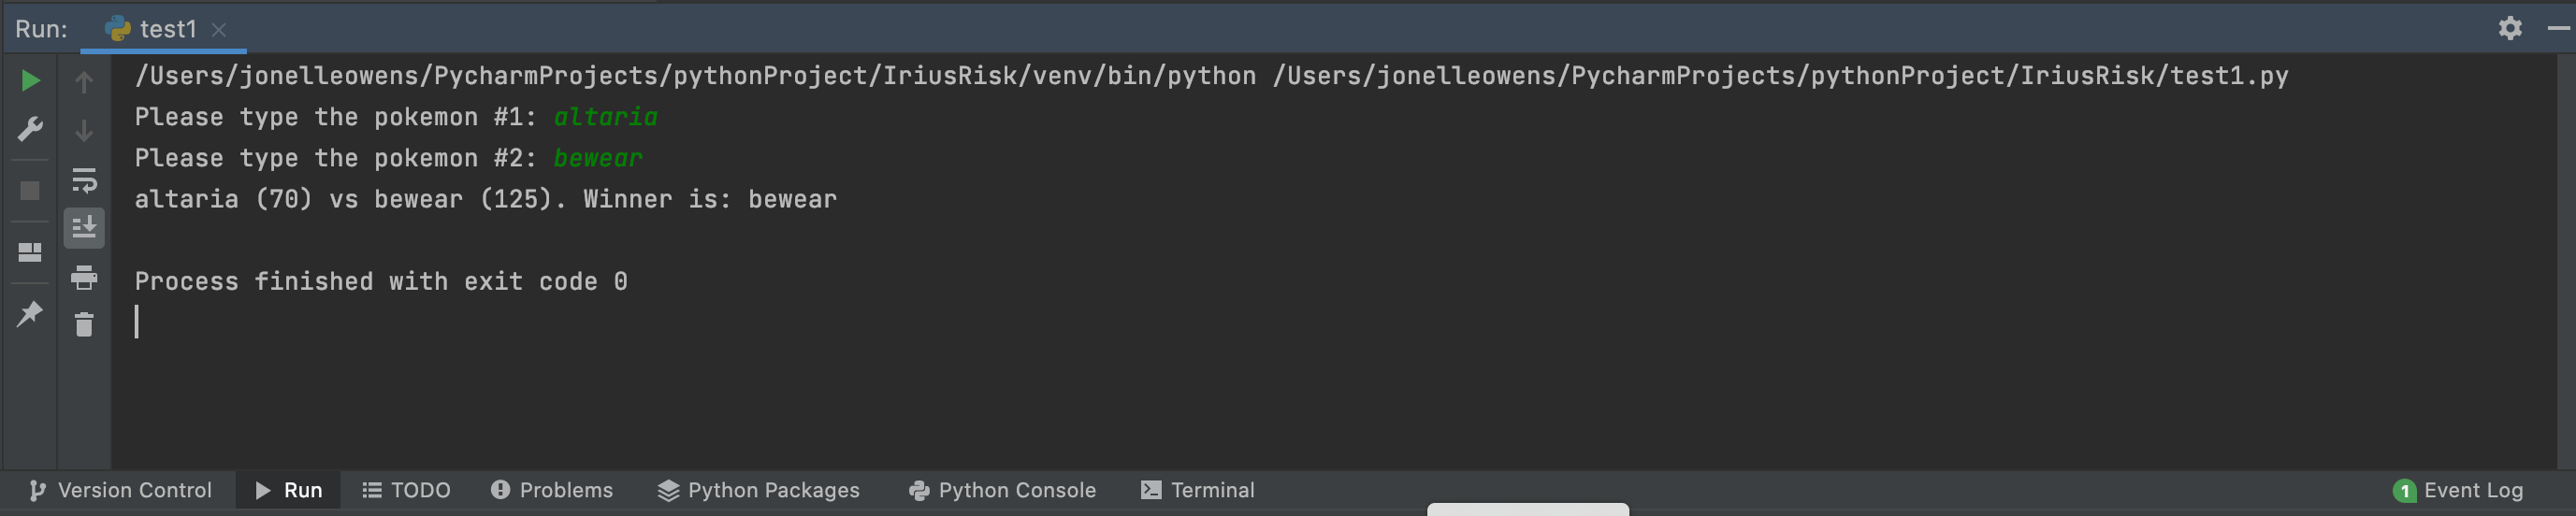 Run: test1
/Users/jonelleowens/PycharmProjects/pythonProject/IriusRisk/venv/bin/python /Users/jonelleowens/PycharmProjects/pythonProject/IriusRisk/test1.py
Please type the pokemon #1: altaria
Please type the pokemon #2: bewear
altaria (70) vs bewear (125). Winner is: bewear
Process finished with exit code 0
Version Control Run TODO Problems Python Packages Python Console Terminal 1 Event Log